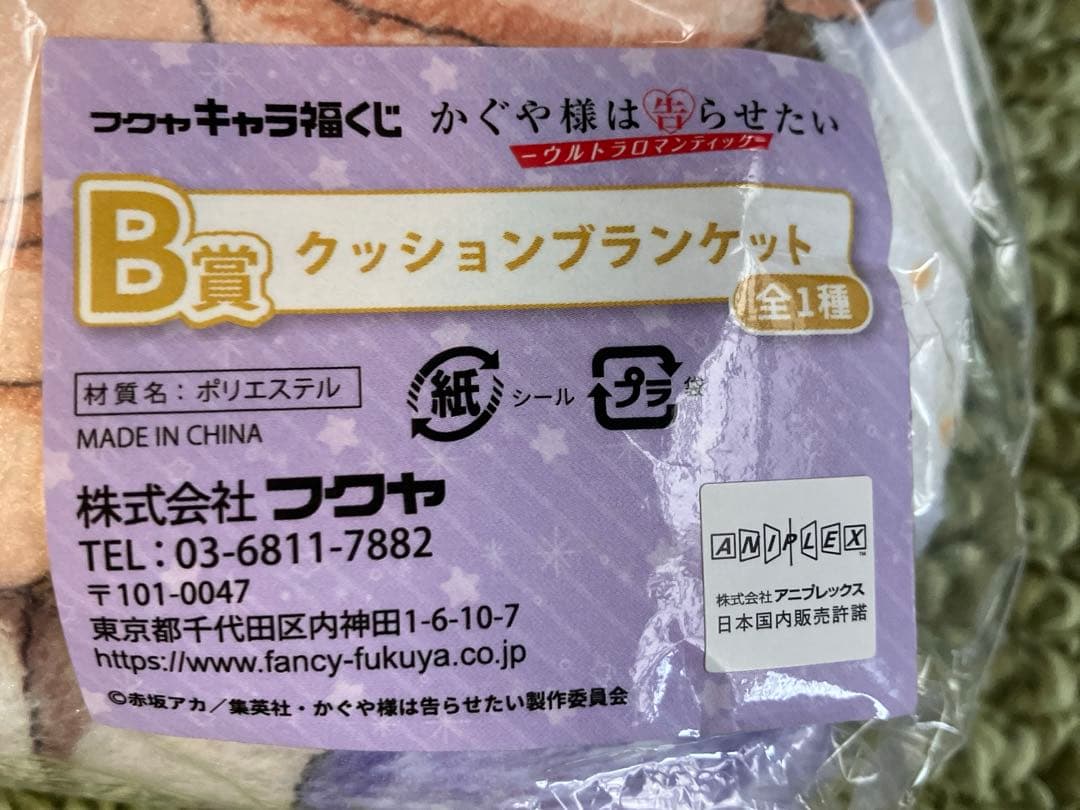 フクヤキャラ福くじ かぐや様は告らせたい
－ウルトラロマンティック－
B賞 クッションブランケット
全1種
材質名：ポリエステル
紙 シール プラ 袋
MADE IN CHINA
株式会社フクヤ
TEL：03-6811-7882
〒101-0047
東京都千代田区内神田1-6-10-7
https://www.fancy-fukuya.co.jp
©赤坂アカ／集英社・かぐや様は告らせたい製作委員会
ANIPLEX™
株式会社アニプレックス
日本国内販売許諾